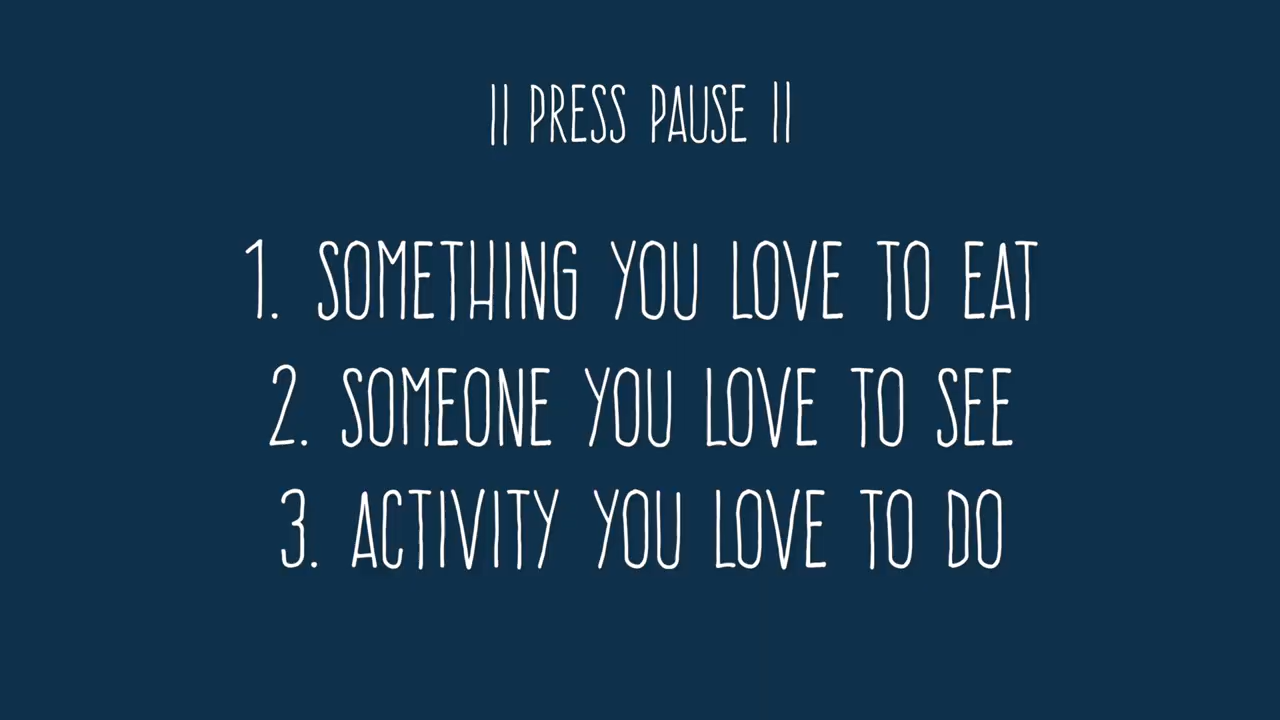 || PRESS PAUSE ||
1. SOMETHING YOU LOVE TO EAT
2. SOMEONE YOU LOVE TO SEE
3. ACTIVITY YOU LOVE TO DO